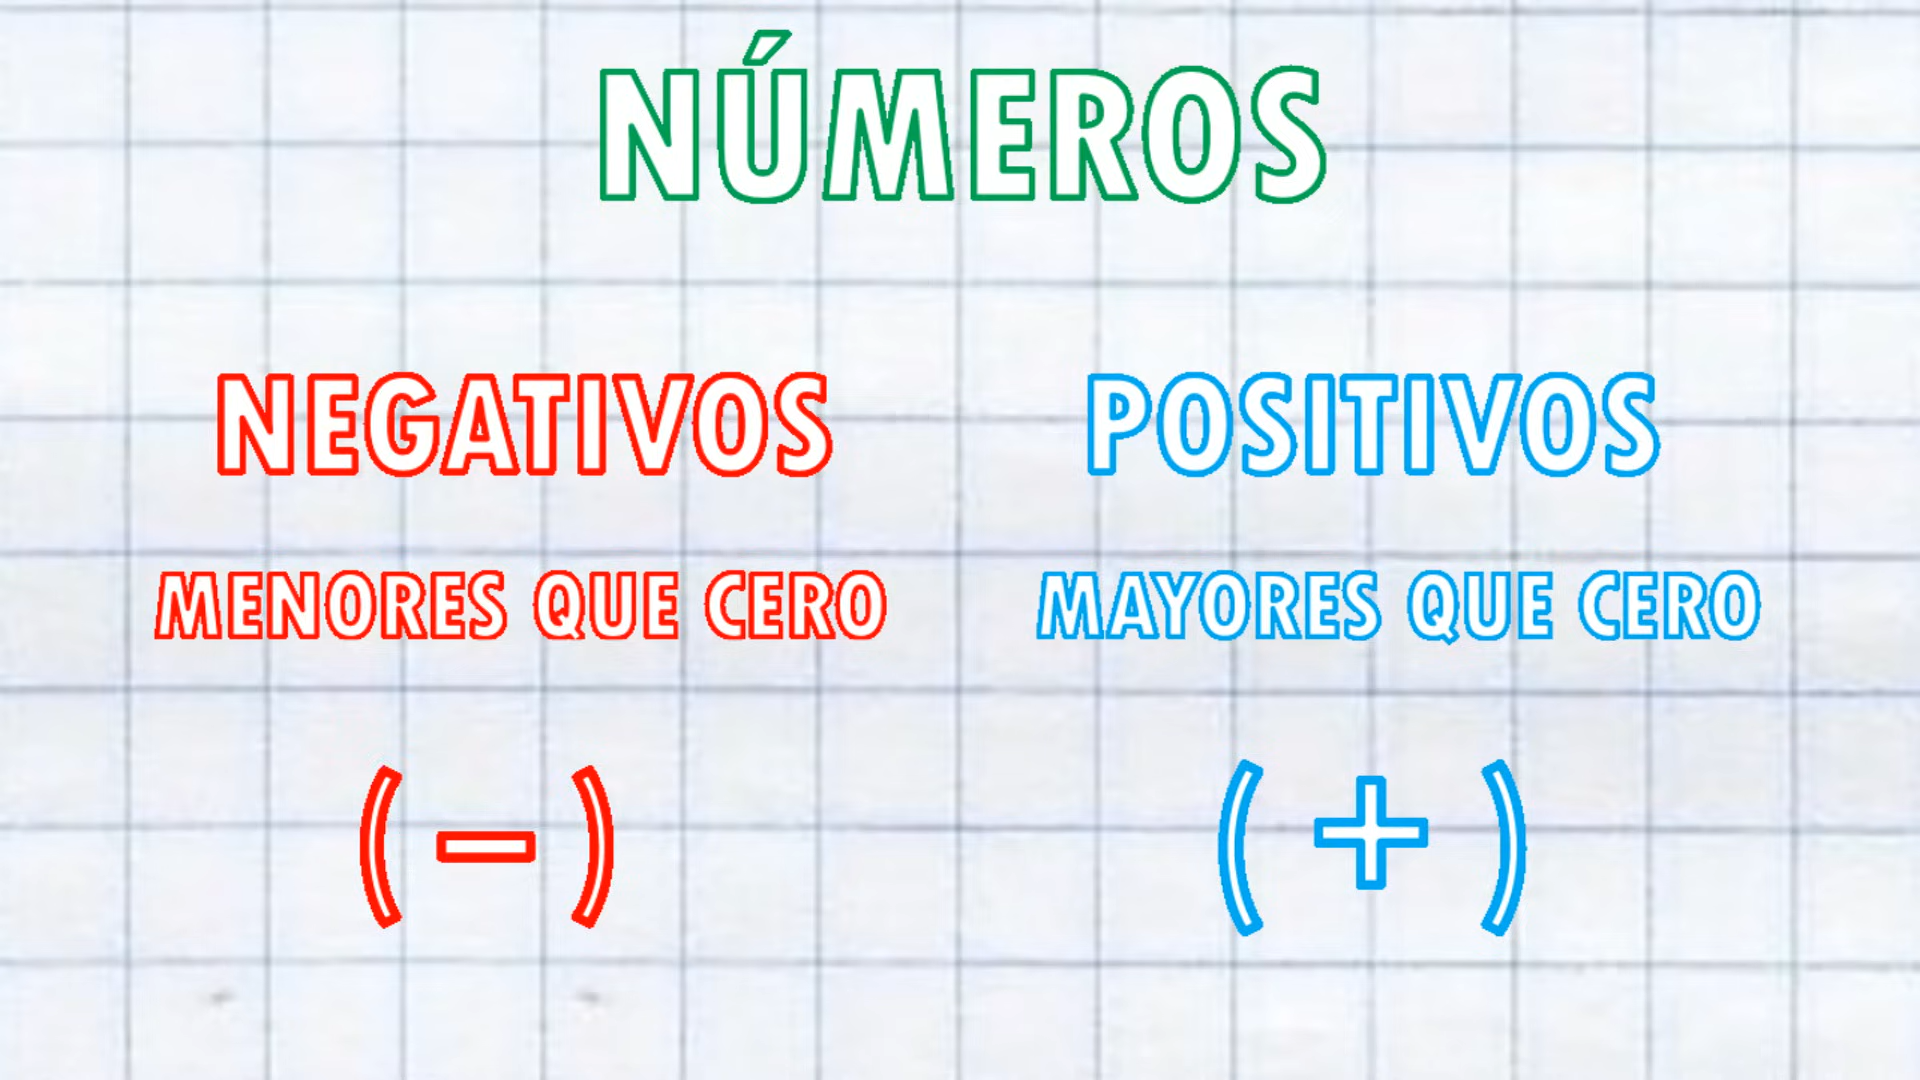 NÚMEROS
NEGATIVOS
MENORES QUE CERO
( - )
POSITIVOS
MAYORES QUE CERO
( + )